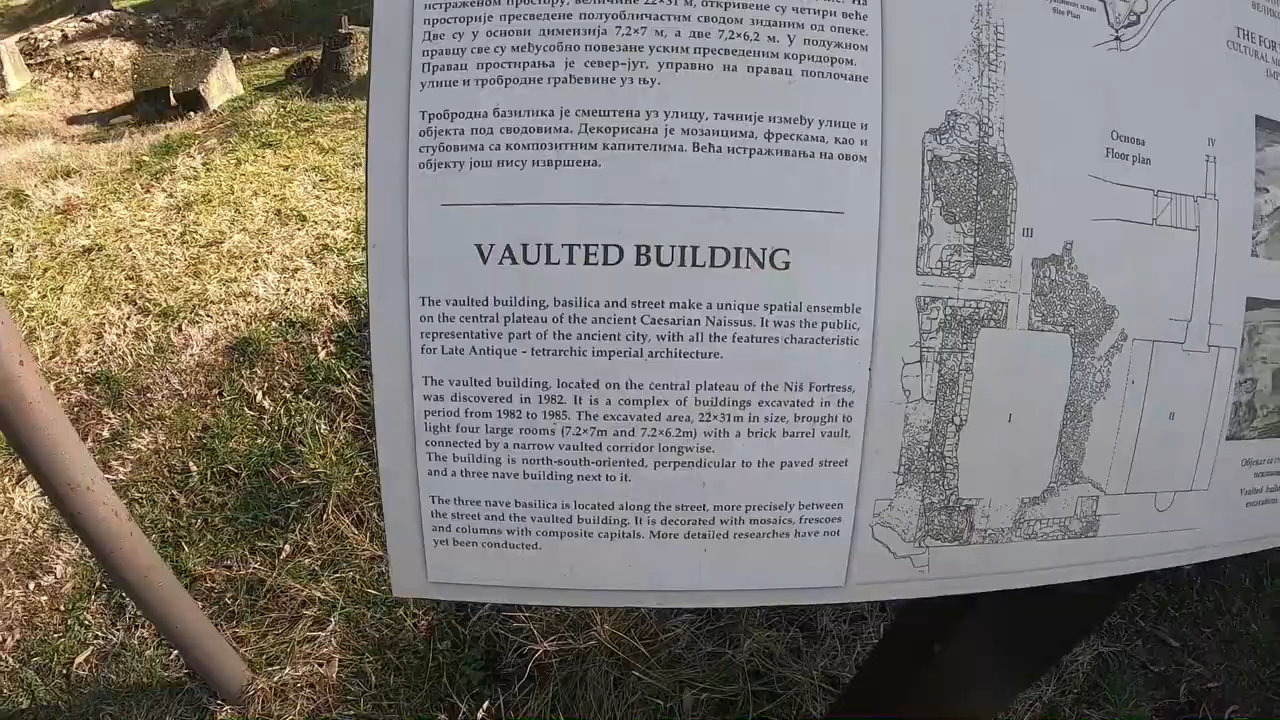 истраженом простору, величине 22×31 м, откривене су четири веће
просторије пресведене полуобличастим сводом зиданим од опеке.
Две су у основи димензија 7,2×7 м, а две 7,2×6,2 м. У подужном
правцу све су међусобно повезане уским пресведеним коридором.
Правац простирања је север-југ, управно на правац поплочане
улице и тробродне грађевине уз њу.
Тробродна базилика је смештена уз улицу, тачније између улице и
објекта под сводовима. Декорисана је мозаицима, фрескама, као и
стубовима са композитним капителима. Већа истраживања на овом
објекту још нису извршена.
VAULTED BUILDING
The vaulted building, basilica and street make a unique spatial ensemble
on the central plateau of the ancient Caesarian Naissus. It was the public,
representative part of the ancient city, with all the features characteristic
for Late Antique – tetrarchic imperial architecture.
The vaulted building, located on the central plateau of the Niš Fortress,
was discovered in 1982. It is a complex of buildings excavated in the
period from 1982 to 1985. The excavated area, 22×31m in size, brought to
light four large rooms (7.2×7m and 7.2×6.2m) with a brick barrel vault,
connected by a narrow vaulted corridor longwise.
The building is north-south-oriented, perpendicular to the paved street
and a three nave building next to it.
The three nave basilica is located along the street, more precisely between
the street and the vaulted building. It is decorated with mosaics, frescoes
and columns with composite capitals. More detailed researches have not
yet been conducted.
Site Plan
Основа
Floor plan
IV
III
I
II
THE FOR
CULTURAL M
Објекат са
Vaulted build
excavation